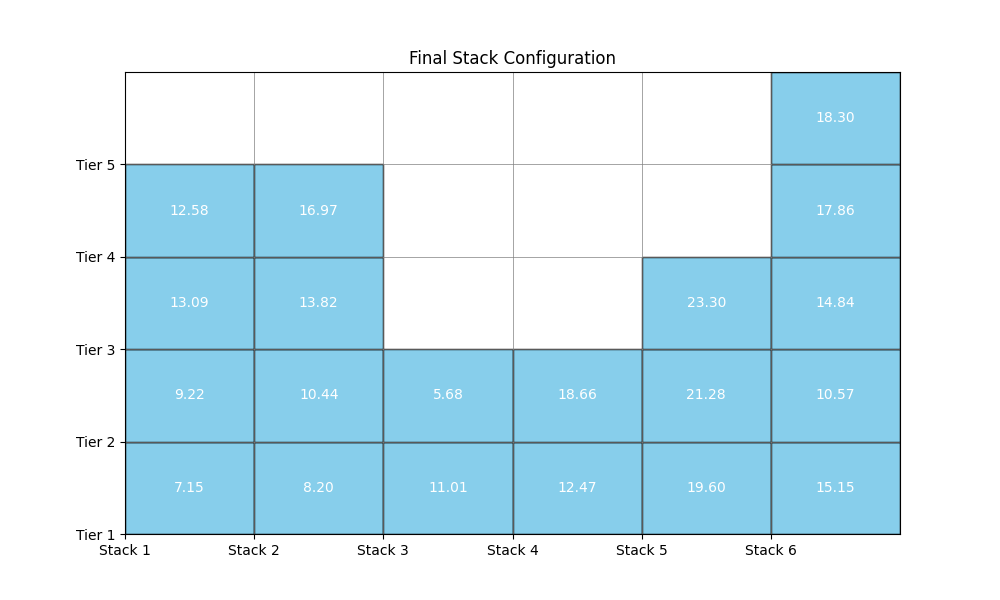 Final Stack Configuration
18.30
Tier 5
12.58 16.97 17.86
Tier 4
13.09 13.82 23.30 14.84
Tier 3
9.22 10.44 5.68 18.66 21.28 10.57
Tier 2
7.15 8.20 11.01 12.47 19.60 15.15
Tier 1
Stack 1 Stack 2 Stack 3 Stack 4 Stack 5 Stack 6